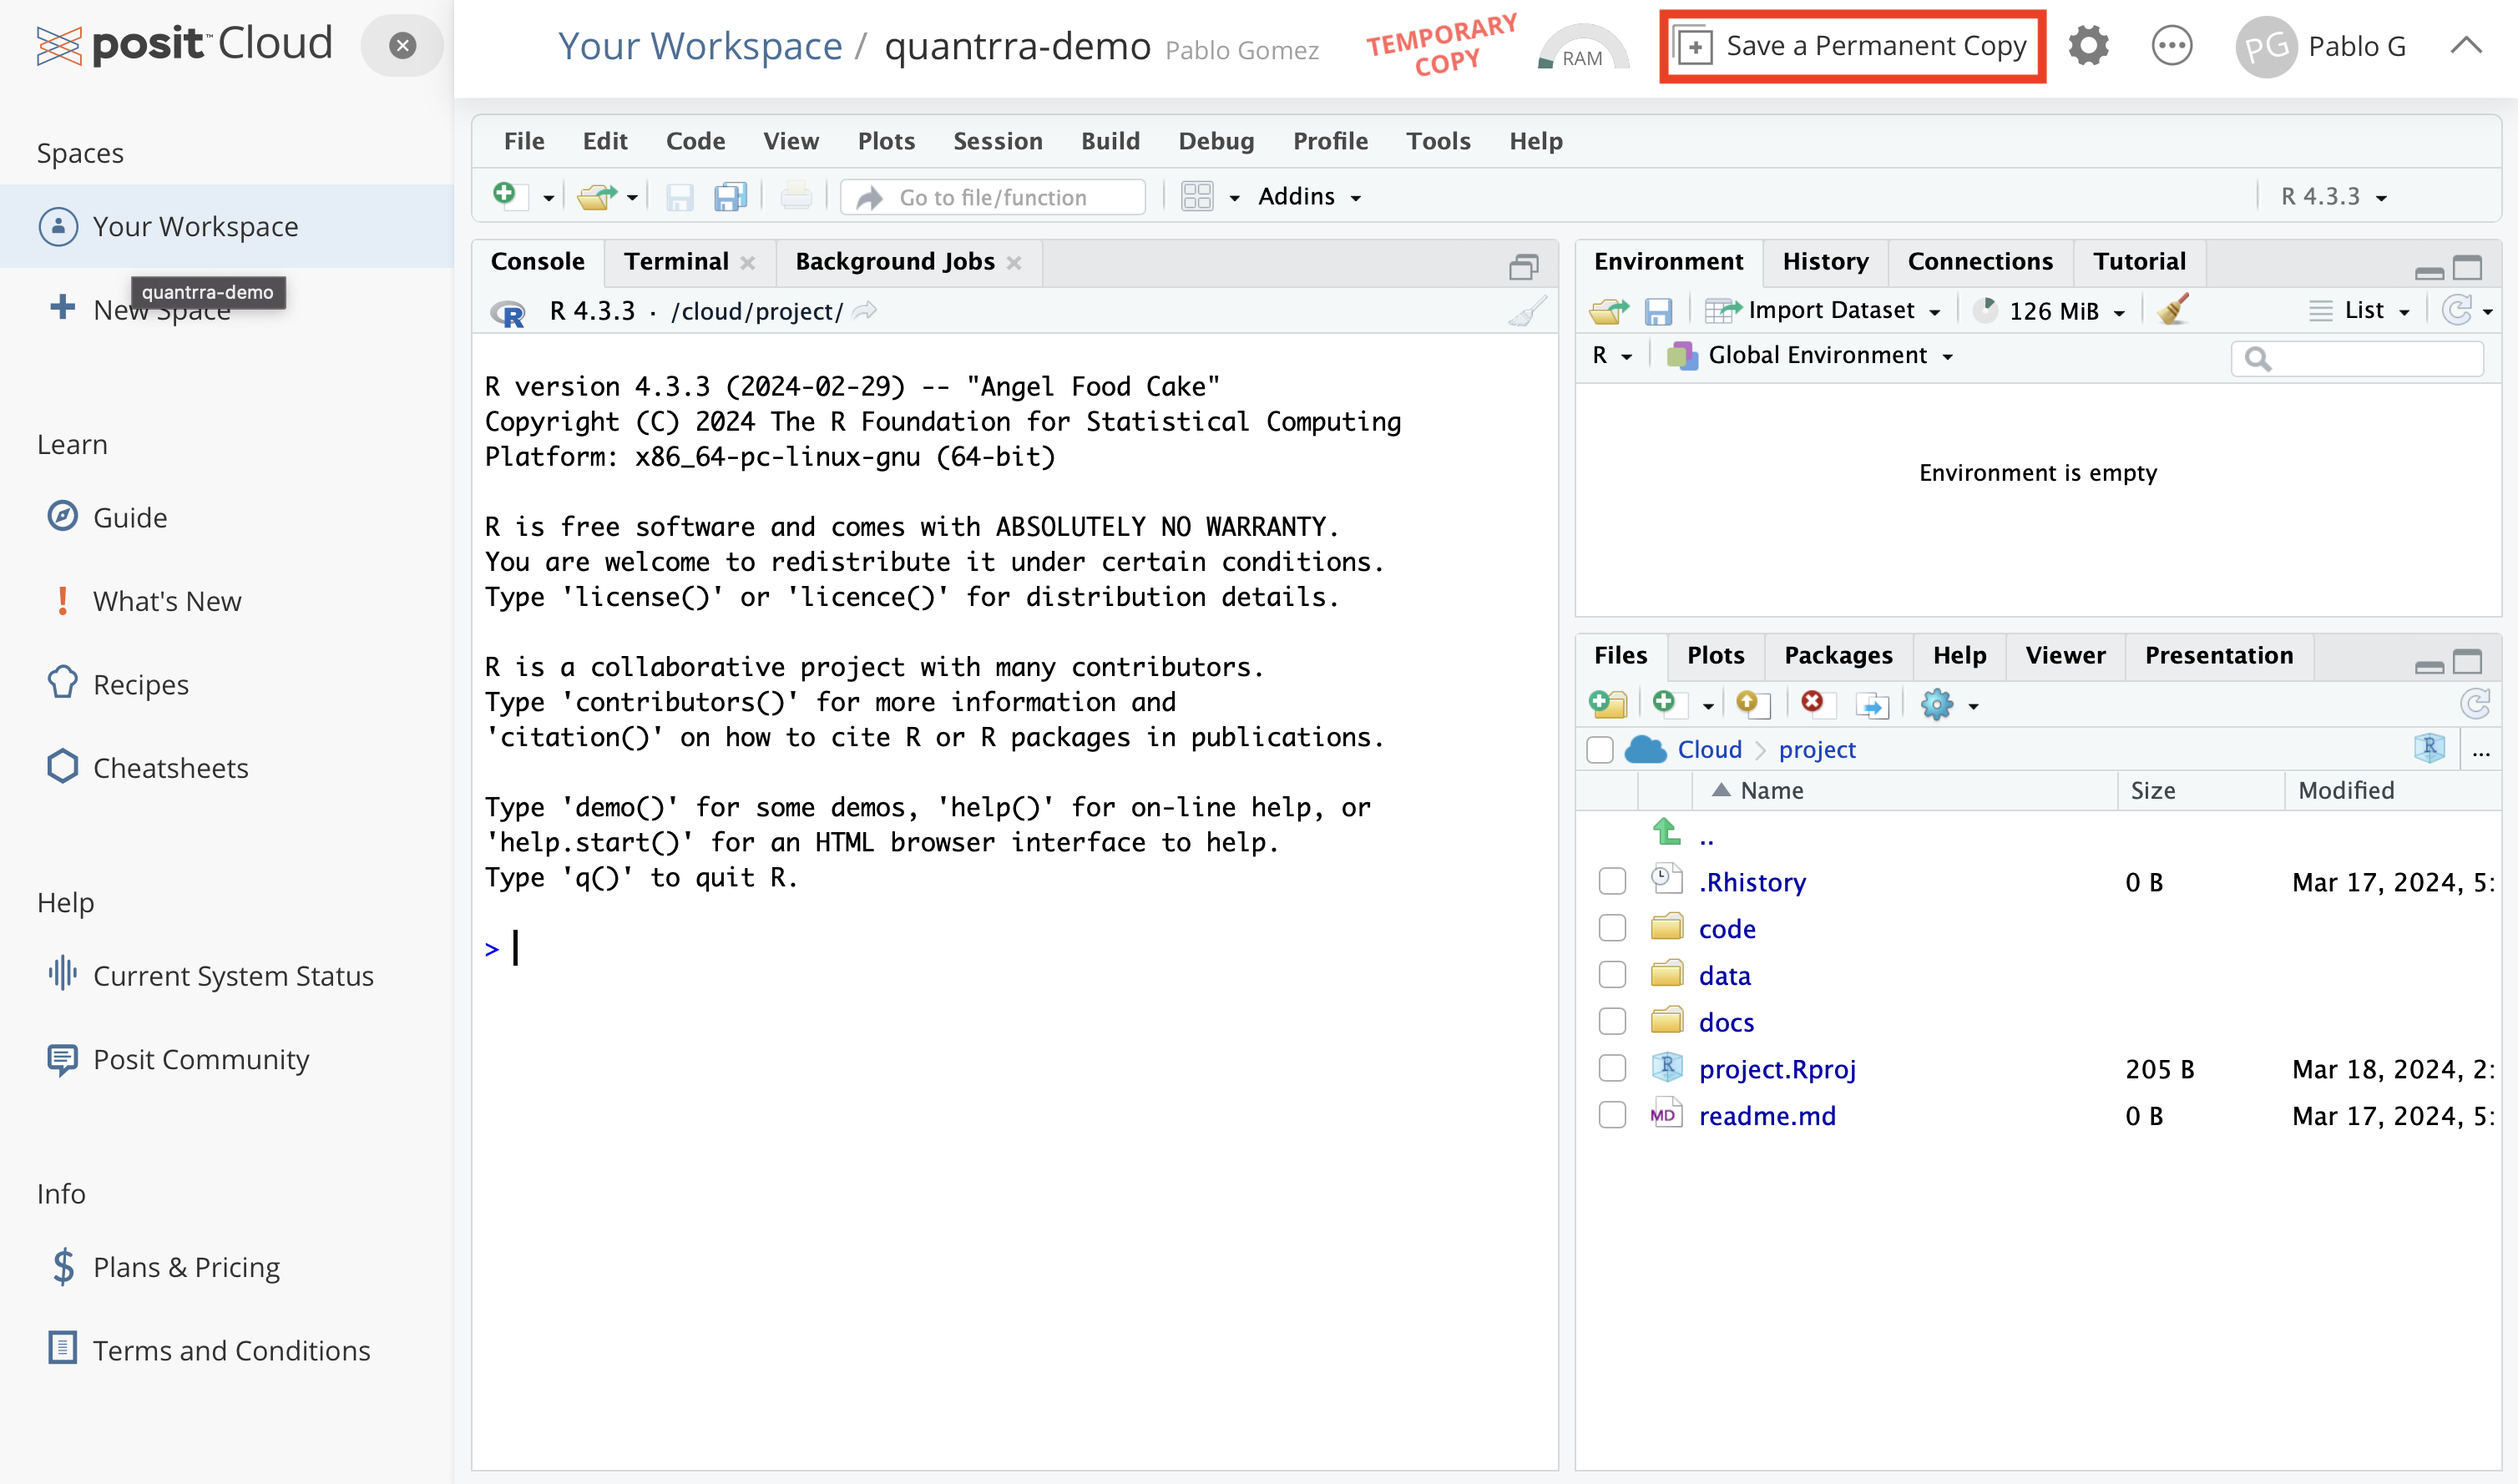 posit™ Cloud
Your Workspace / quantrra-demo Pablo Gomez
TEMPORARY
COPY
RAM
Save a Permanent Copy
PG
Pablo G
Spaces
Your Workspace
quantrra-demo
New Space
Learn
Guide
What's New
Recipes
Cheatsheets
Help
Current System Status
Posit Community
Info
Plans & Pricing
Terms and Conditions
File Edit Code View Plots Session Build Debug Profile Tools Help
Go to file/function
Addins
R 4.3.3
Console Terminal Background Jobs
R 4.3.3 · /cloud/project/
R version 4.3.3 (2024-02-29) -- "Angel Food Cake"
Copyright (C) 2024 The R Foundation for Statistical Computing
Platform: x86_64-pc-linux-gnu (64-bit)
R is free software and comes with ABSOLUTELY NO WARRANTY.
You are welcome to redistribute it under certain conditions.
Type 'license()' or 'licence()' for distribution details.
R is a collaborative project with many contributors.
Type 'contributors()' for more information and
'citation()' on how to cite R or R packages in publications.
Type 'demo()' for some demos, 'help()' for on-line help, or
'help.start()' for an HTML browser interface to help.
Type 'q()' to quit R.
>
Environment History Connections Tutorial
Import Dataset 126 MiB List
R Global Environment
Environment is empty
Files Plots Packages Help Viewer Presentation
Cloud project R ...
Name Size Modified
..
.Rhistory 0 B Mar 17, 2024, 5:
code
data
docs
R project.Rproj 205 B Mar 18, 2024, 2:
MD readme.md 0 B Mar 17, 2024, 5: